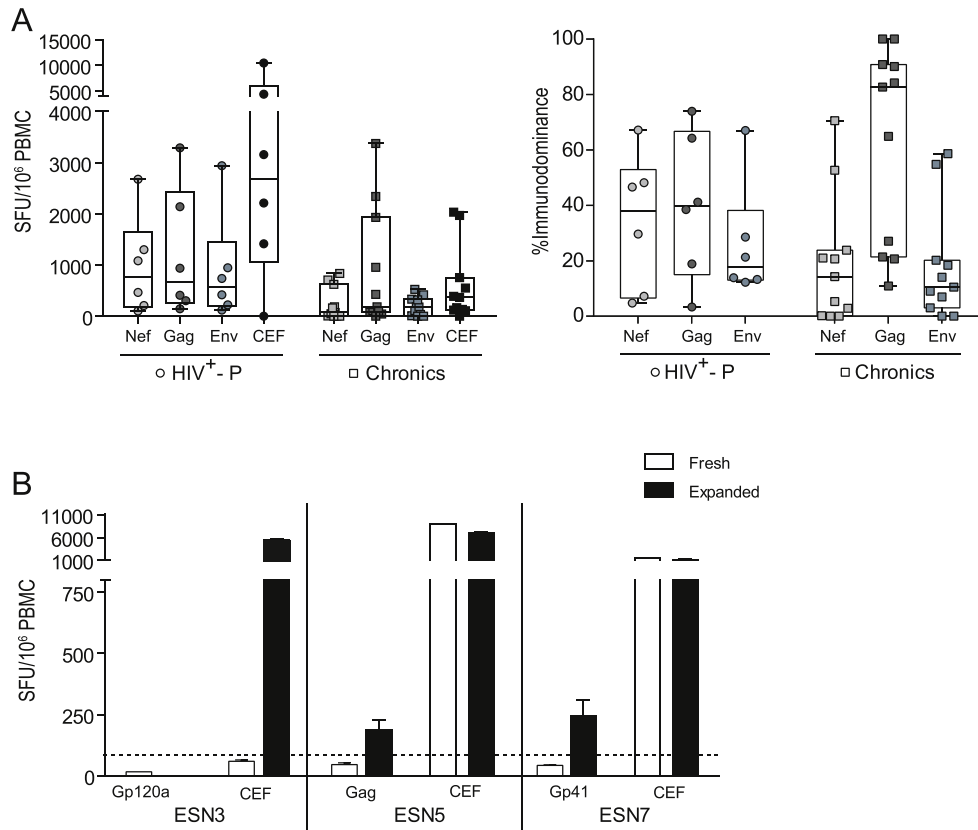 A
SFU/10⁶ PBMC
15000
10000
5000
4000
3000
2000
1000
0
Nef Gag Env CEF Nef Gag Env CEF
HIV⁺- P Chronics
%Immunodominance
100
80
60
40
20
0
Nef Gag Env Nef Gag Env
HIV⁺- P Chronics
B
Fresh
Expanded
SFU/10⁶ PBMC
11000
6000
1000
750
500
250
0
Gp120a CEF Gag CEF Gp41 CEF
ESN3 ESN5 ESN7